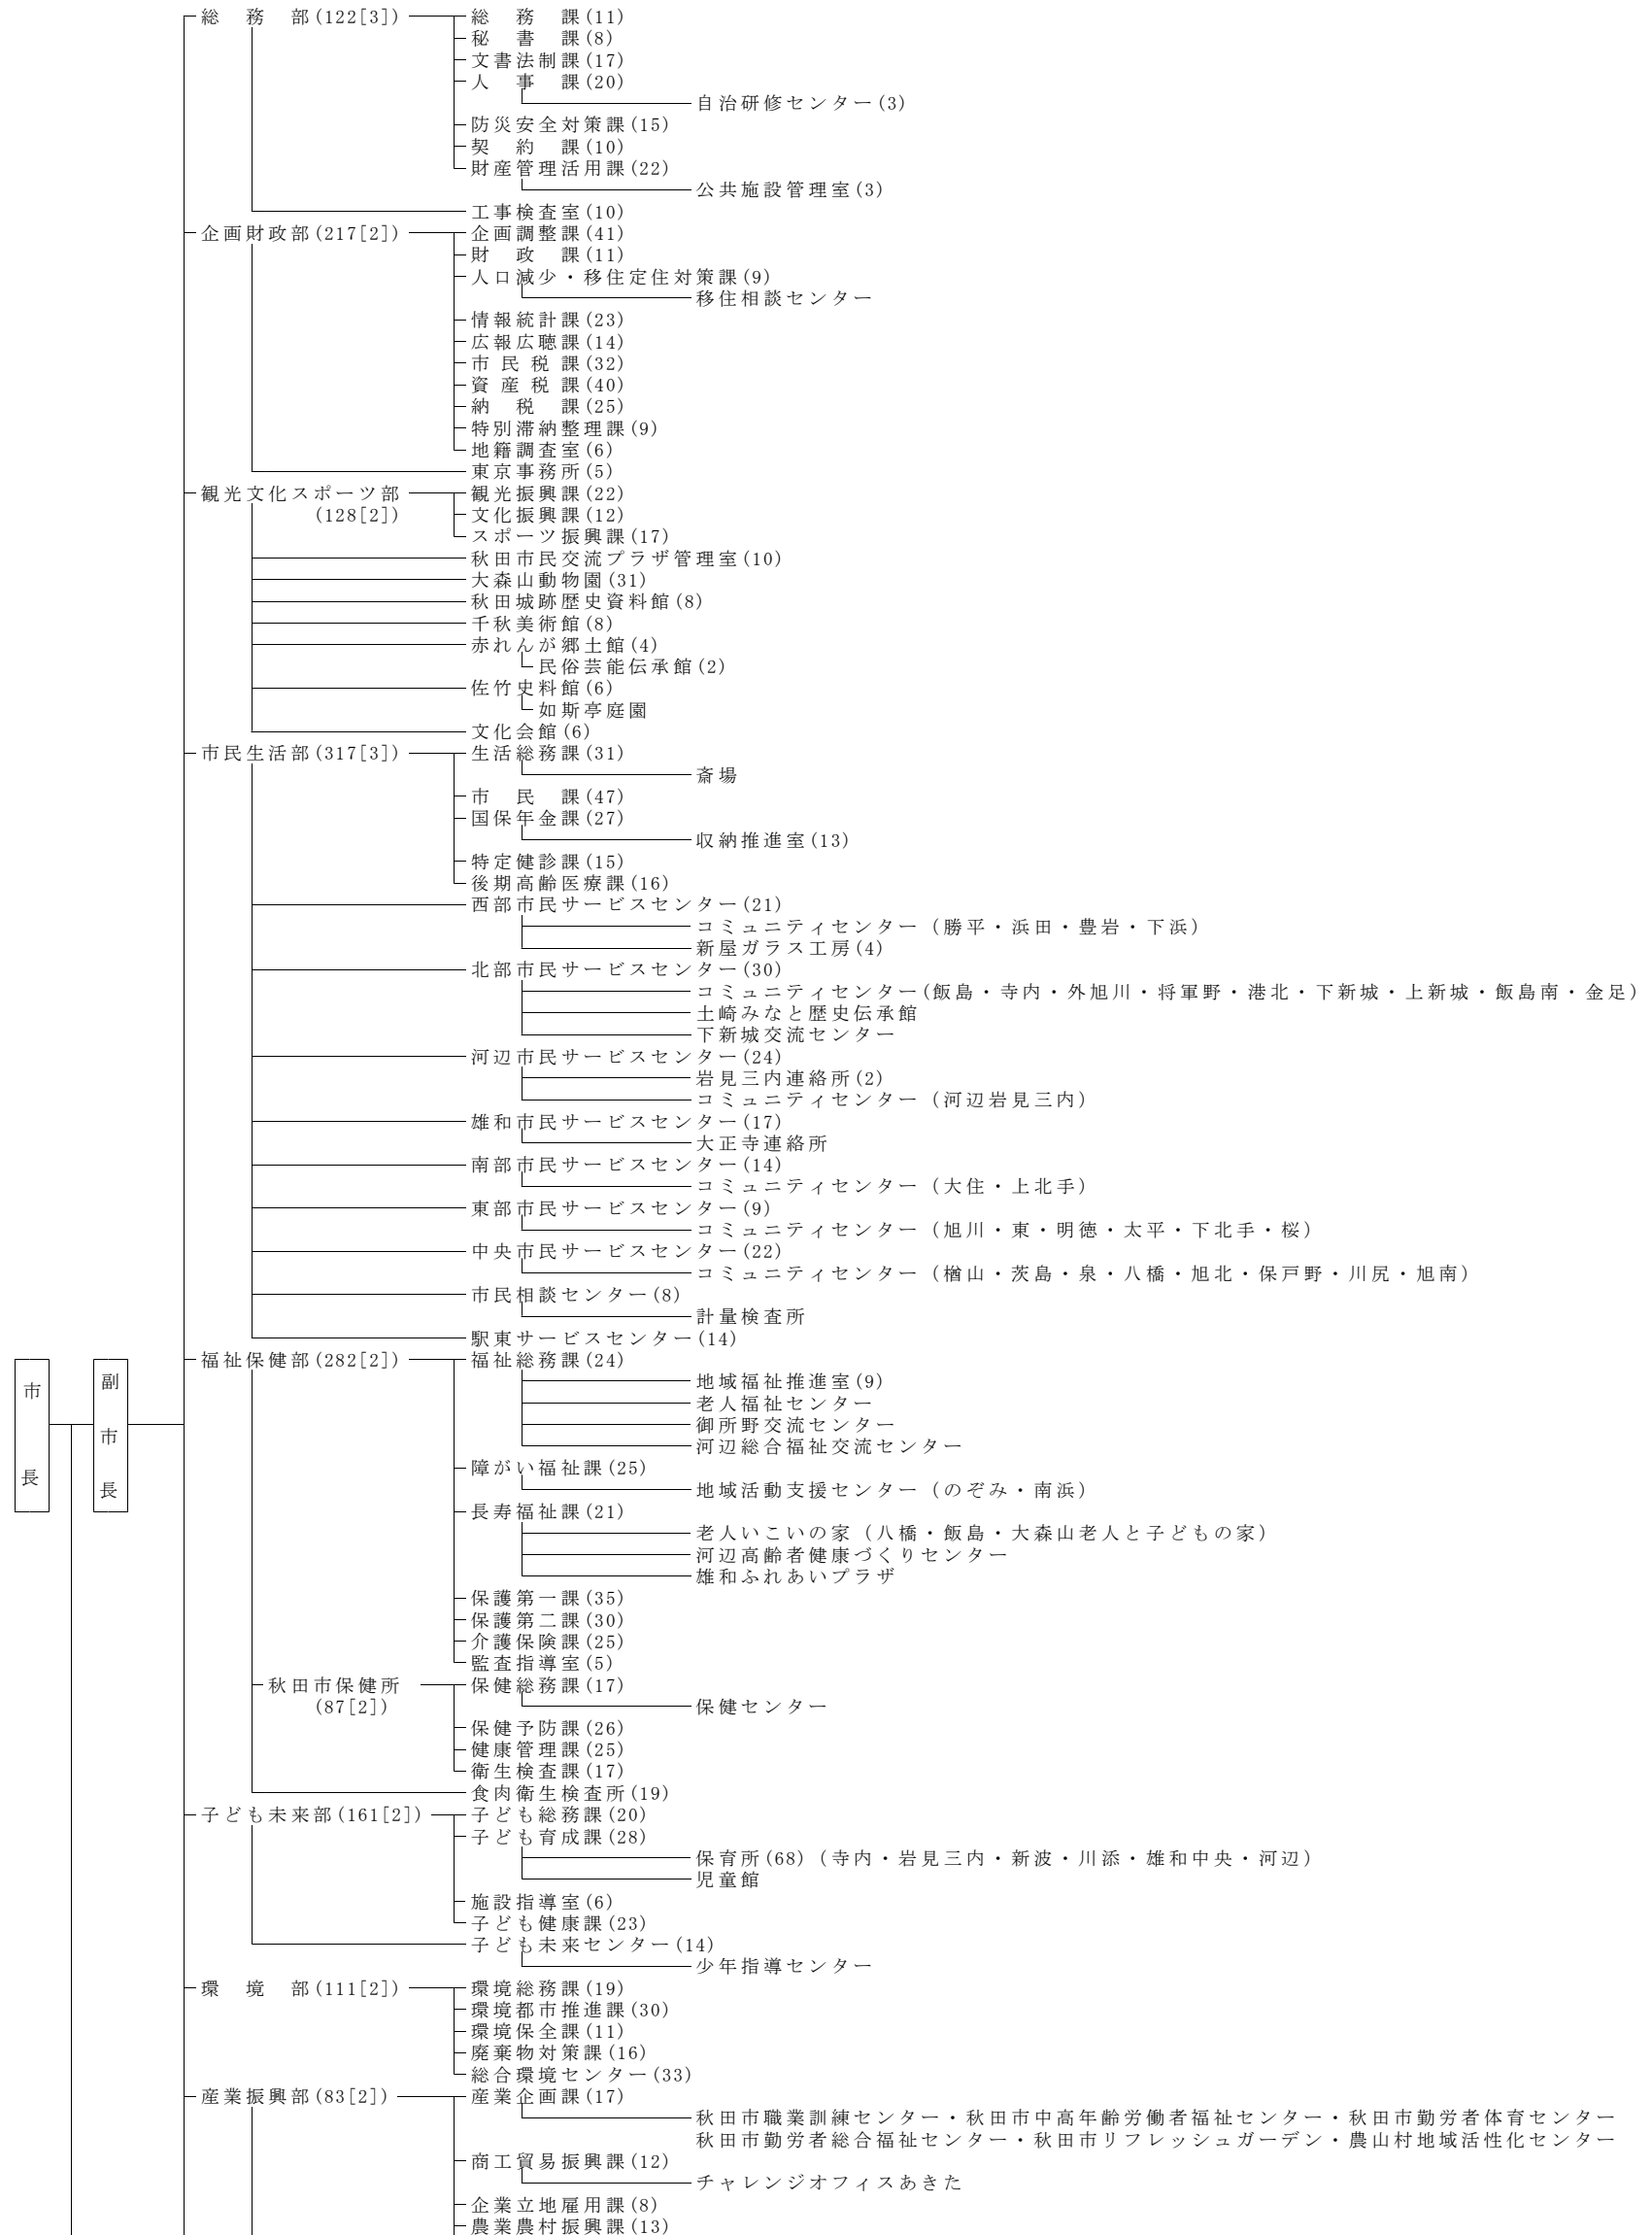 総務部(122[3]) 総務課(11)
秘書課(8)
文書法制課(17)
人事課(20)
自治研修センター(3)
防災安全対策課(15)
契約課(10)
財産管理活用課(22)
公共施設管理室(3)
工事検査室(10)
企画財政部(217[2]) 企画調整課(41)
財政課(11)
人口減少・移住定住対策課(9)
移住相談センター
情報統計課(23)
広報広聴課(14)
市民税課(32)
資産税課(40)
納税課(25)
特別滞納整理課(9)
地籍調査室(6)
東京事務所(5)
観光文化スポーツ部 観光振興課(22)
(128[2]) 文化振興課(12)
スポーツ振興課(17)
秋田市民交流プラザ管理室(10)
大森山動物園(31)
秋田城跡歴史資料館(8)
千秋美術館(8)
赤れんが郷土館(4)
民俗芸能伝承館(2)
佐竹史料館(6)
如斯亭庭園
文化会館(6)
市民生活部(317[3]) 生活総務課(31)
斎場
市民課(47)
国保年金課(27)
収納推進室(13)
特定健診課(15)
後期高齢医療課(16)
西部市民サービスセンター(21)
コミュニティセンター（勝平・浜田・豊岩・下浜）
新屋ガラス工房(4)
北部市民サービスセンター(30)
コミュニティセンター(飯島・寺内・外旭川・将軍野・港北・下新城・上新城・飯島南・金足)
土崎みなと歴史伝承館
下新城交流センター
河辺市民サービスセンター(24)
岩見三内連絡所(2)
コミュニティセンター（河辺岩見三内）
雄和市民サービスセンター(17)
大正寺連絡所
南部市民サービスセンター(14)
コミュニティセンター（大住・上北手）
東部市民サービスセンター(9)
コミュニティセンター（旭川・東・明徳・太平・下北手・桜）
中央市民サービスセンター(22)
コミュニティセンター（楢山・茨島・泉・八橋・旭北・保戸野・川尻・旭南）
市民相談センター(8)
計量検査所
駅東サービスセンター(14)
市長 副市長 福祉保健部(282[2]) 福祉総務課(24)
地域福祉推進室(9)
老人福祉センター
御所野交流センター
河辺総合福祉交流センター
障がい福祉課(25)
地域活動支援センター（のぞみ・南浜）
長寿福祉課(21)
老人いこいの家（八橋・飯島・大森山老人と子どもの家）
河辺高齢者健康づくりセンター
雄和ふれあいプラザ
保護第一課(35)
保護第二課(30)
介護保険課(25)
監査指導室(5)
秋田市保健所 保健総務課(17)
(87[2]) 保健センター
保健予防課(26)
健康管理課(25)
衛生検査課(17)
食肉衛生検査所(19)
子ども未来部(161[2]) 子ども総務課(20)
子ども育成課(28)
保育所(68)（寺内・岩見三内・新波・川添・雄和中央・河辺）
児童館
施設指導室(6)
子ども健康課(23)
子ども未来センター(14)
少年指導センター
環境部(111[2]) 環境総務課(19)
環境都市推進課(30)
環境保全課(11)
廃棄物対策課(16)
総合環境センター(33)
産業振興部(83[2]) 産業企画課(17)
秋田市職業訓練センター・秋田市中高年齢労働者福祉センター・秋田市勤労者体育センター
秋田市勤労者総合福祉センター・秋田市リフレッシュガーデン・農山村地域活性化センター
商工貿易振興課(12)
チャレンジオフィスあきた
企業立地雇用課(8)
農業農村振興課(13)